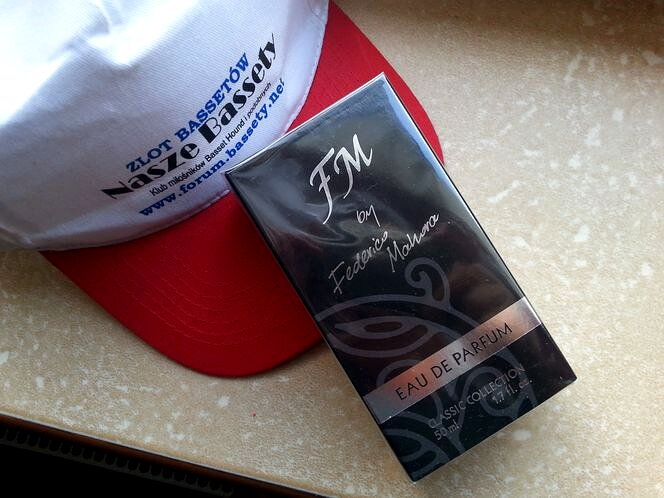 ZLOT BASSETÓW
Nasze Bassety
Klub miłośników Basset Hound i podobnych
www.forum.bassety.net
FM
by
Federico
Mahora
EAU DE PARFUM
CLASSIC COLLECTION
50 ml 1.7 fl. oz.